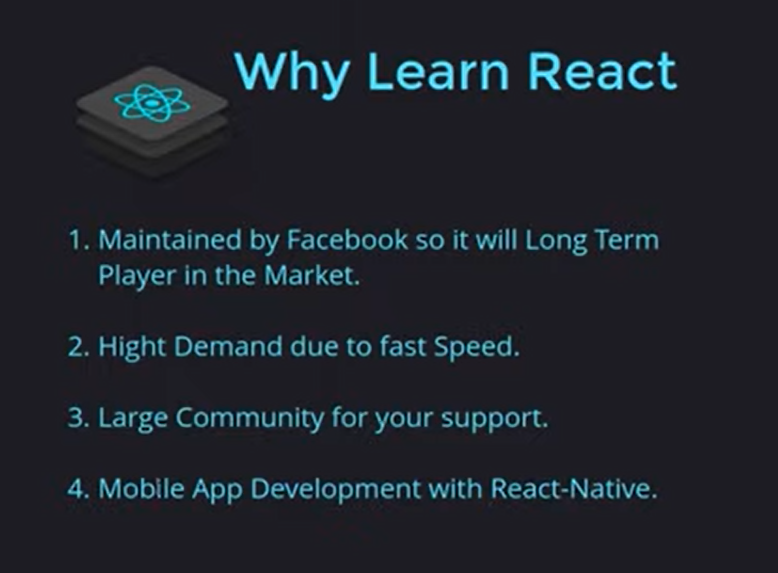 Why Learn React
1. Maintained by Facebook so it will Long Term
Player in the Market.
2. Hight Demand due to fast Speed.
3. Large Community for your support.
4. Mobile App Development with React-Native.